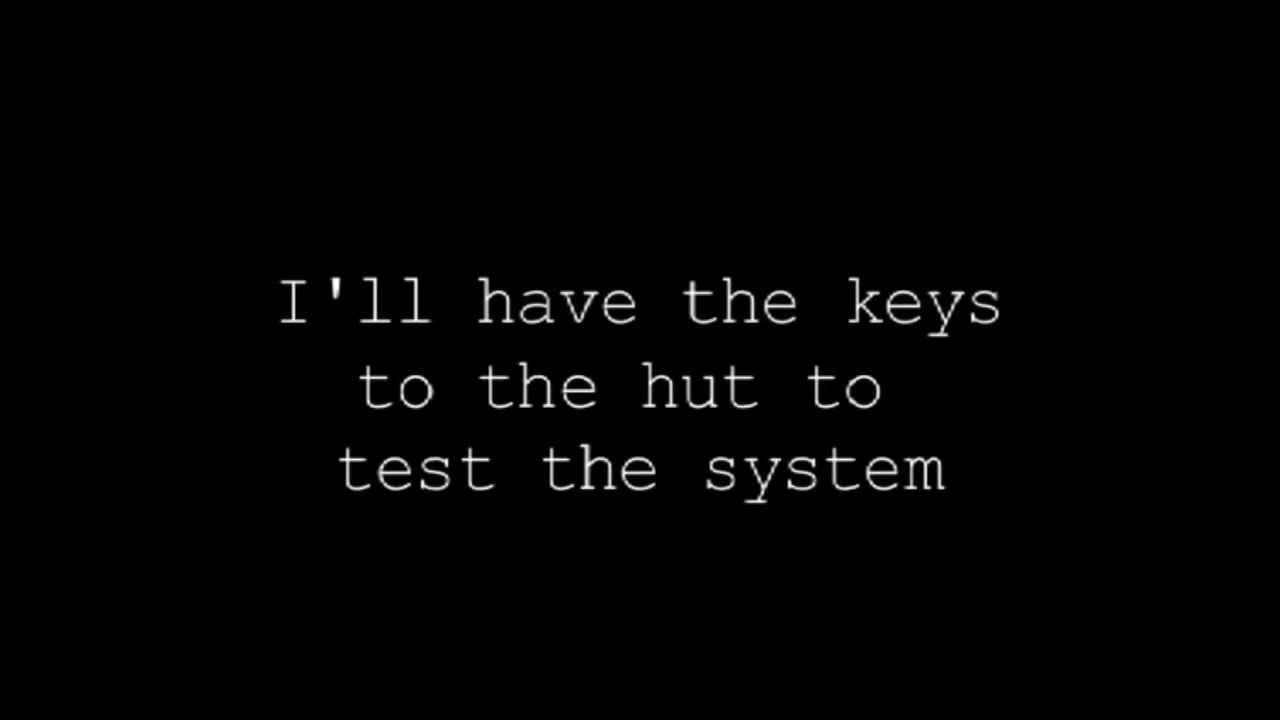 I'll have the keys
to the hut to
test the system